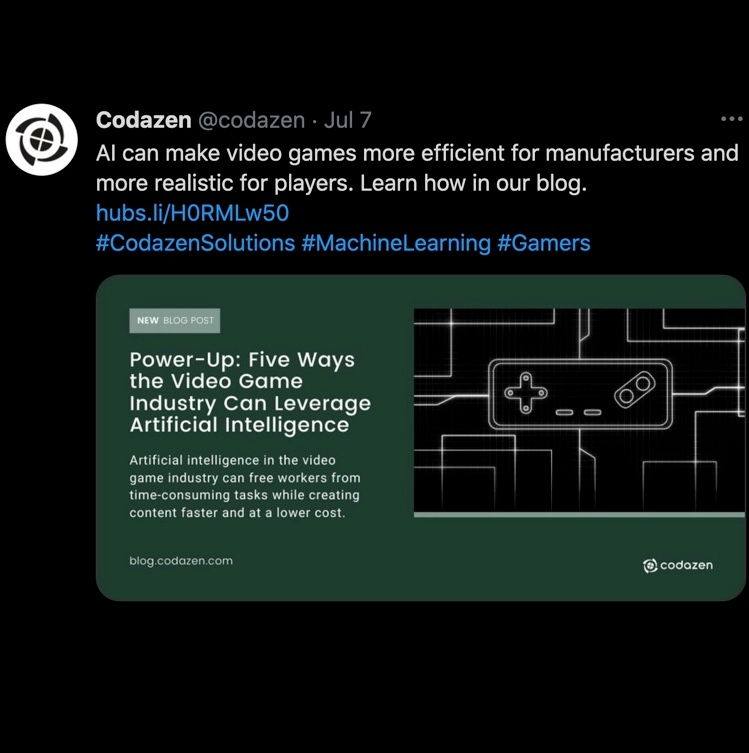 Codazen @codazen · Jul 7
AI can make video games more efficient for manufacturers and
more realistic for players. Learn how in our blog.
hubs.li/H0RMLw50
#CodazenSolutions #MachineLearning #Gamers
NEW BLOG POST
Power-Up: Five Ways
the Video Game
Industry Can Leverage
Artificial Intelligence
Artificial intelligence in the video
game industry can free workers from
time-consuming tasks while creating
content faster and at a lower cost.
blog.codazen.com
codazen